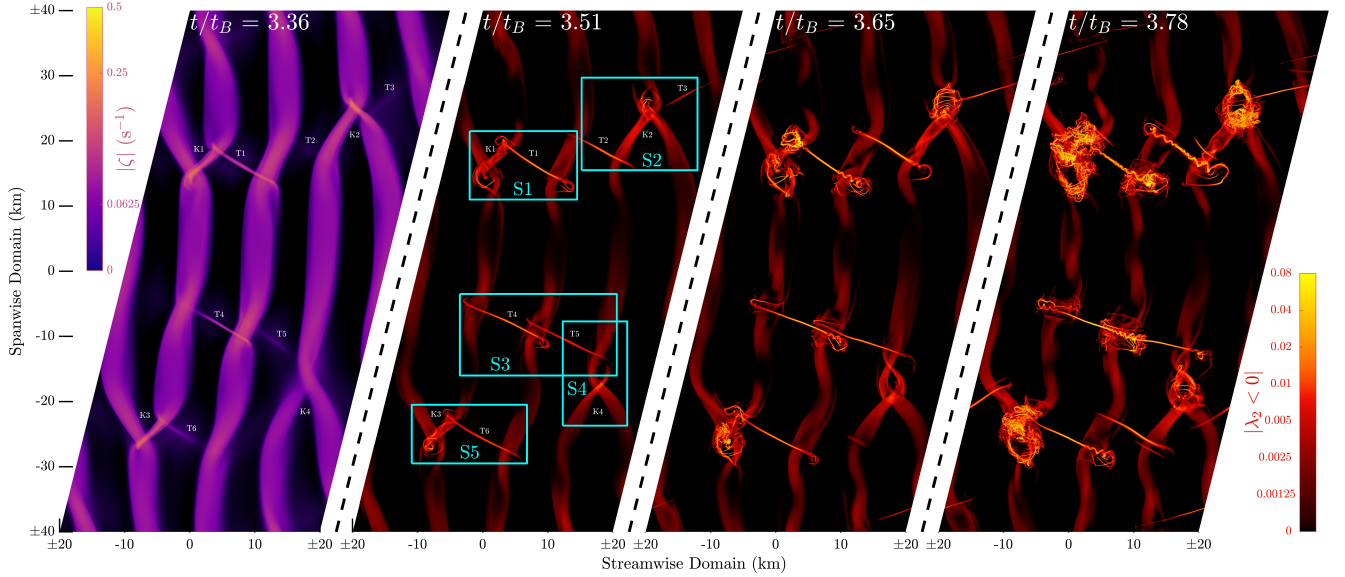 t/t_B = 3.36
t/t_B = 3.51
t/t_B = 3.65
t/t_B = 3.78
±40
30
20
10
0
-10
-20
-30
±40
Spanwise Domain (km)
0.5
0.25
0.0625
0
|ζ| (s⁻¹)
K1
T1
T2
K2
T3
T4
T5
K3
T6
K4
K1
T1
S1
T2
K2
T3
S2
T4
T5
S3
S4
K4
K3
T6
S5
0.08
0.04
0.02
0.01
0.005
0.0025
0.00125
0
|λ₂ < 0|
±20
-10
0
10
±20
±20
-10
0
10
±20
±20
-10
0
10
±20
±20
-10
0
10
±20
Streamwise Domain (km)